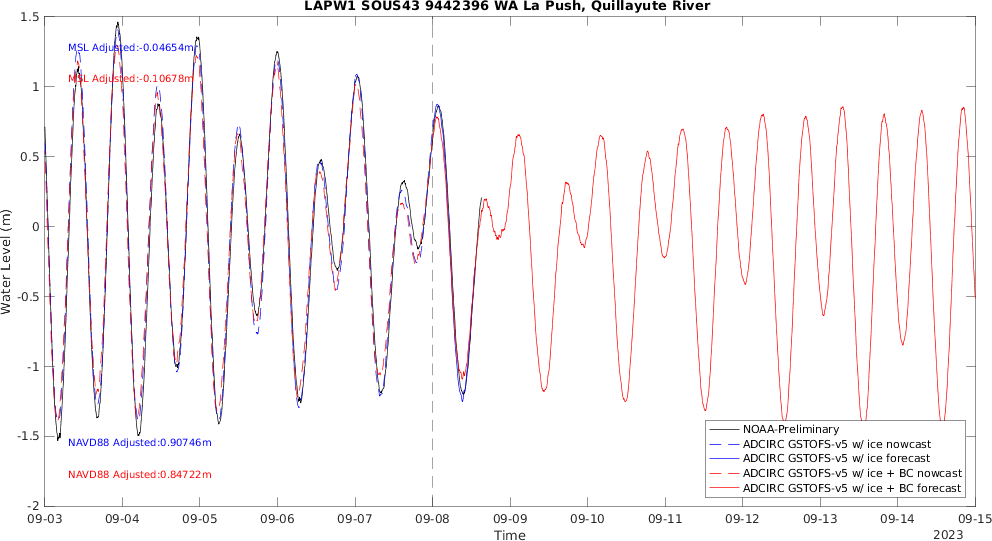 LAPW1 SOUS43 9442396 WA La Push, Quillayute River
1.5
1
0.5
0
-0.5
-1
-1.5
-2
Water Level (m)
MSL Adjusted:-0.04654m
MSL Adjusted:-0.10678m
NAVD88 Adjusted:0.90746m
NAVD88 Adjusted:0.84722m
NOAA-Preliminary
ADCIRC GSTOFS-v5 w/ ice nowcast
ADCIRC GSTOFS-v5 w/ ice forecast
ADCIRC GSTOFS-v5 w/ ice + BC nowcast
ADCIRC GSTOFS-v5 w/ ice + BC forecast
09-03 09-04 09-05 09-06 09-07 09-08 09-09 09-10 09-11 09-12 09-13 09-14 09-15
Time
2023